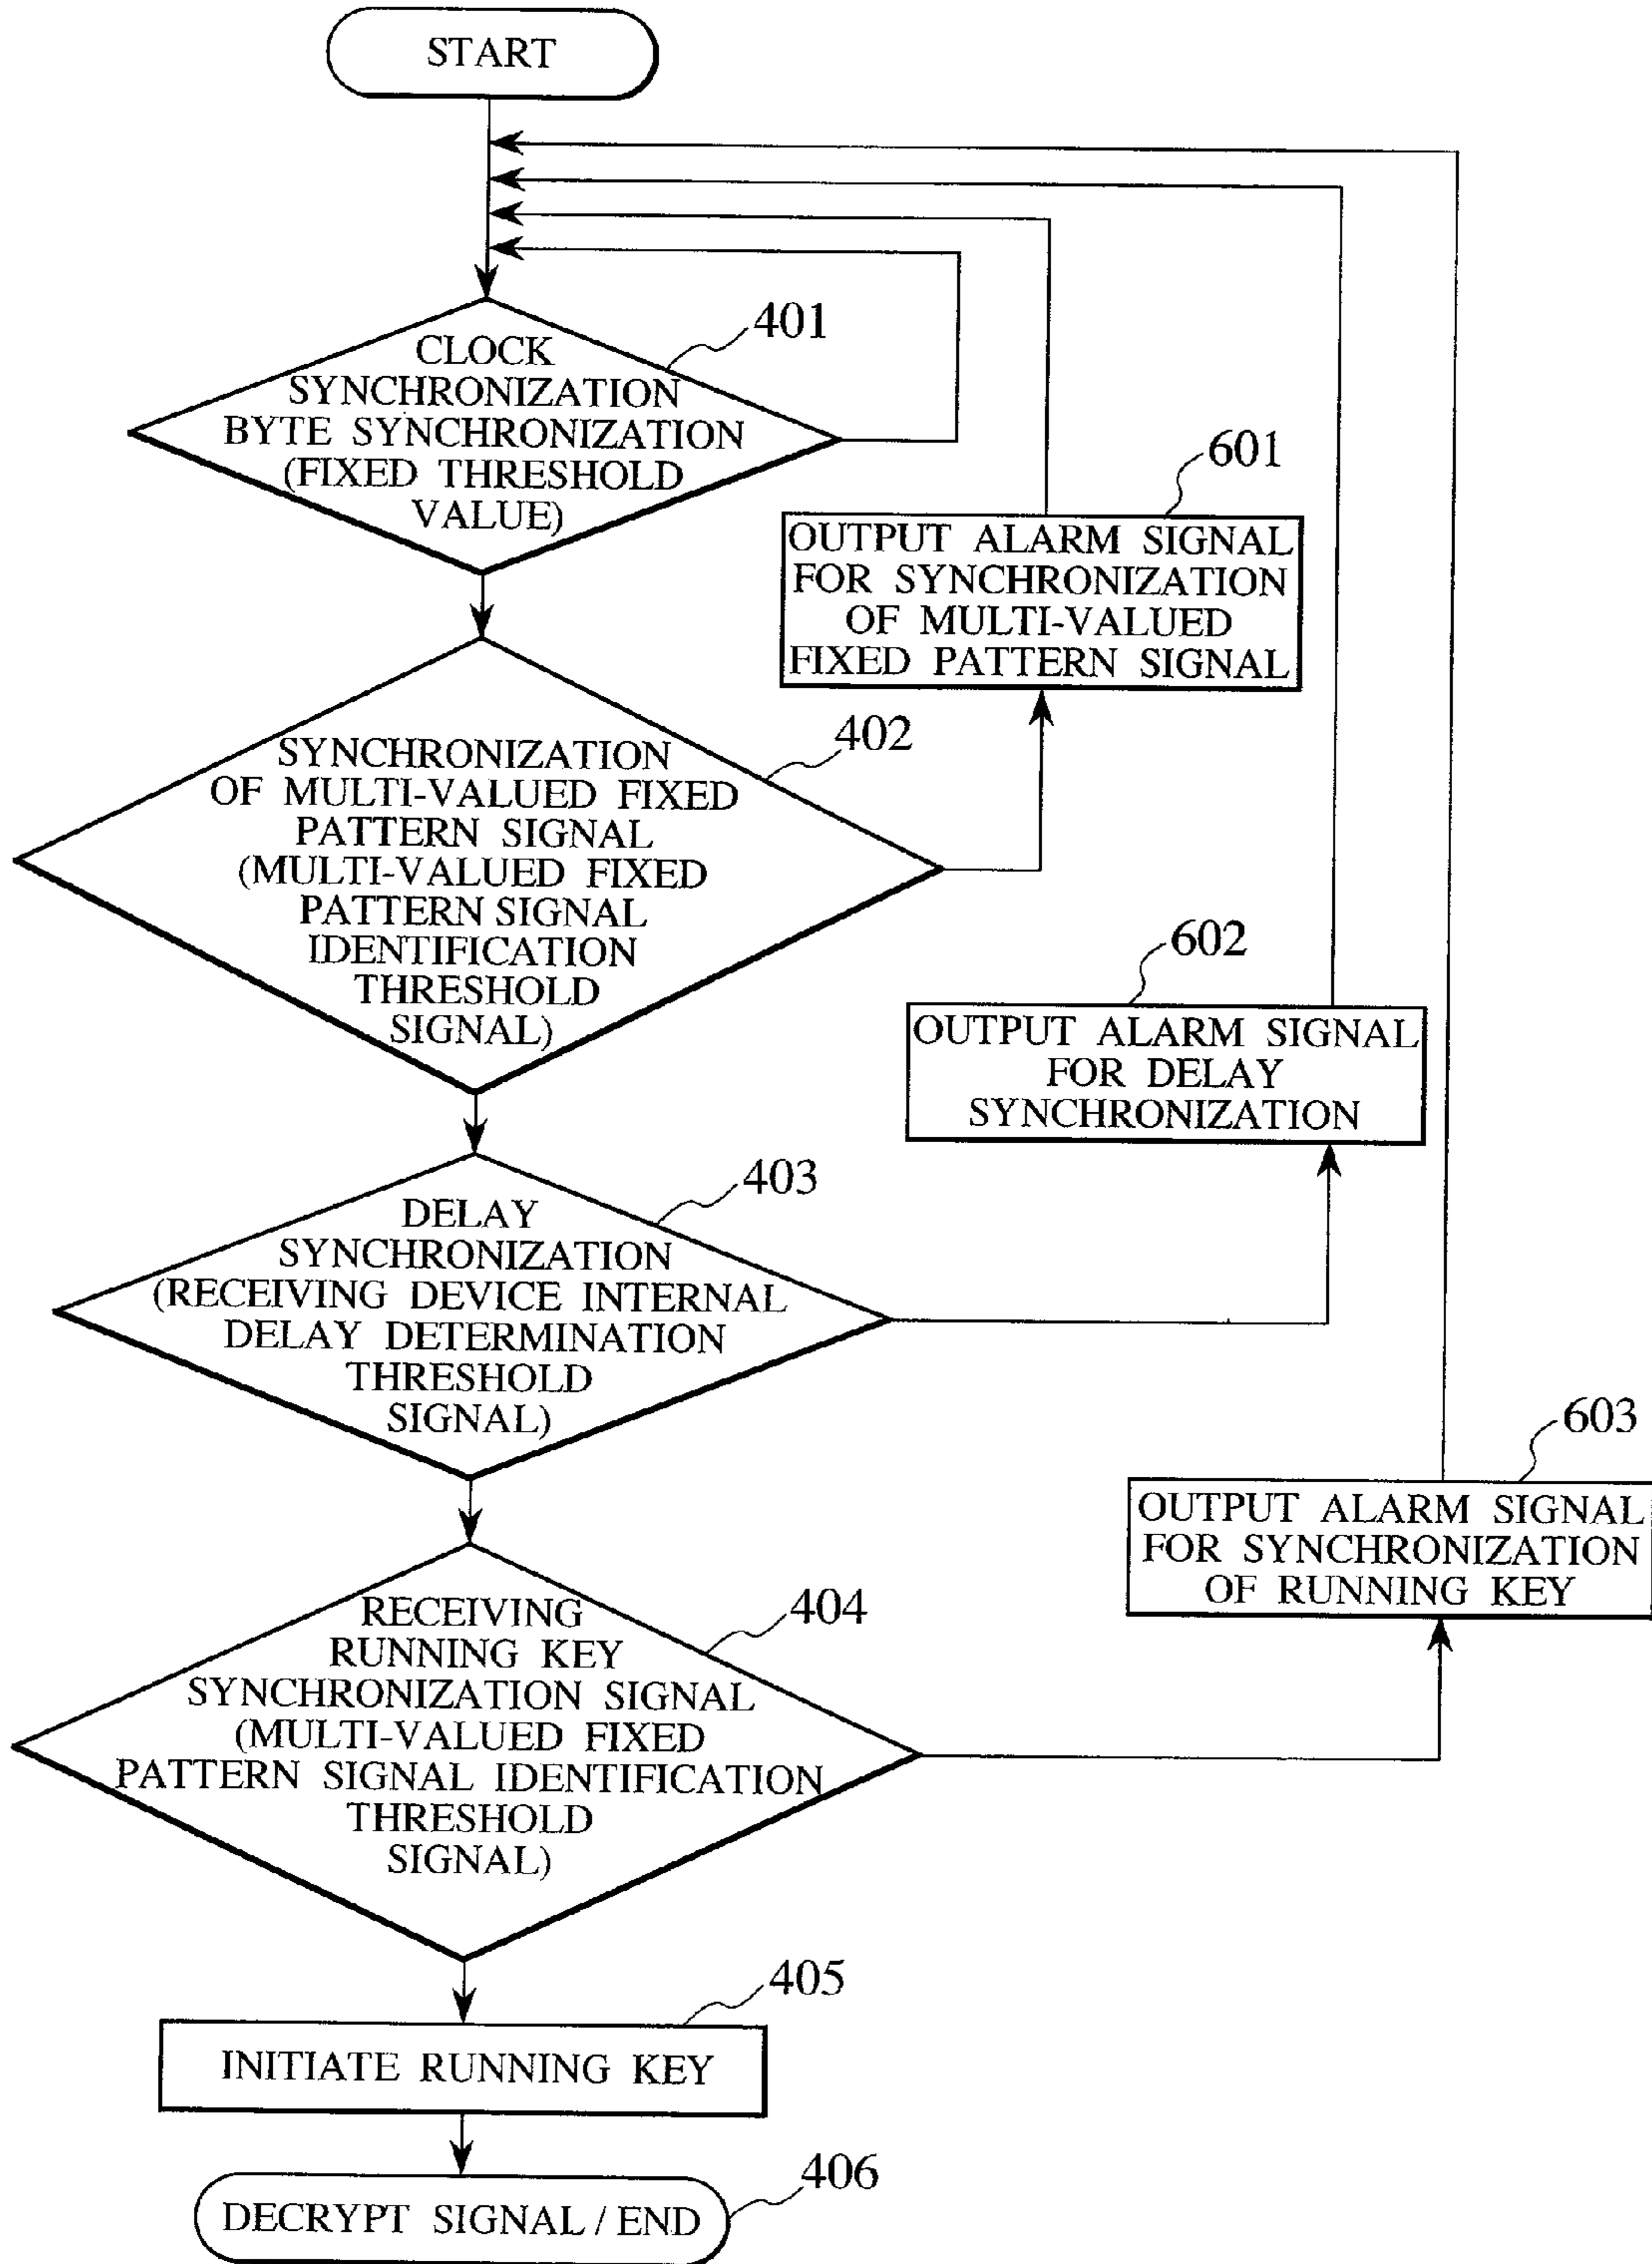 START
401
CLOCK
SYNCHRONIZATION
BYTE SYNCHRONIZATION
(FIXED THRESHOLD
VALUE)
601
OUTPUT ALARM SIGNAL
FOR SYNCHRONIZATION
OF MULTI-VALUED
FIXED PATTERN SIGNAL
402
SYNCHRONIZATION
OF MULTI-VALUED FIXED
PATTERN SIGNAL
(MULTI-VALUED FIXED
PATTERN SIGNAL
IDENTIFICATION
THRESHOLD
SIGNAL)
602
OUTPUT ALARM SIGNAL
FOR DELAY
SYNCHRONIZATION
403
DELAY
SYNCHRONIZATION
(RECEIVING DEVICE INTERNAL
DELAY DETERMINATION
THRESHOLD
SIGNAL)
603
OUTPUT ALARM SIGNAL
FOR SYNCHRONIZATION
OF RUNNING KEY
404
RECEIVING
RUNNING KEY
SYNCHRONIZATION SIGNAL
(MULTI-VALUED FIXED
PATTERN SIGNAL IDENTIFICATION
THRESHOLD
SIGNAL)
405
INITIATE RUNNING KEY
406
DECRYPT SIGNAL / END